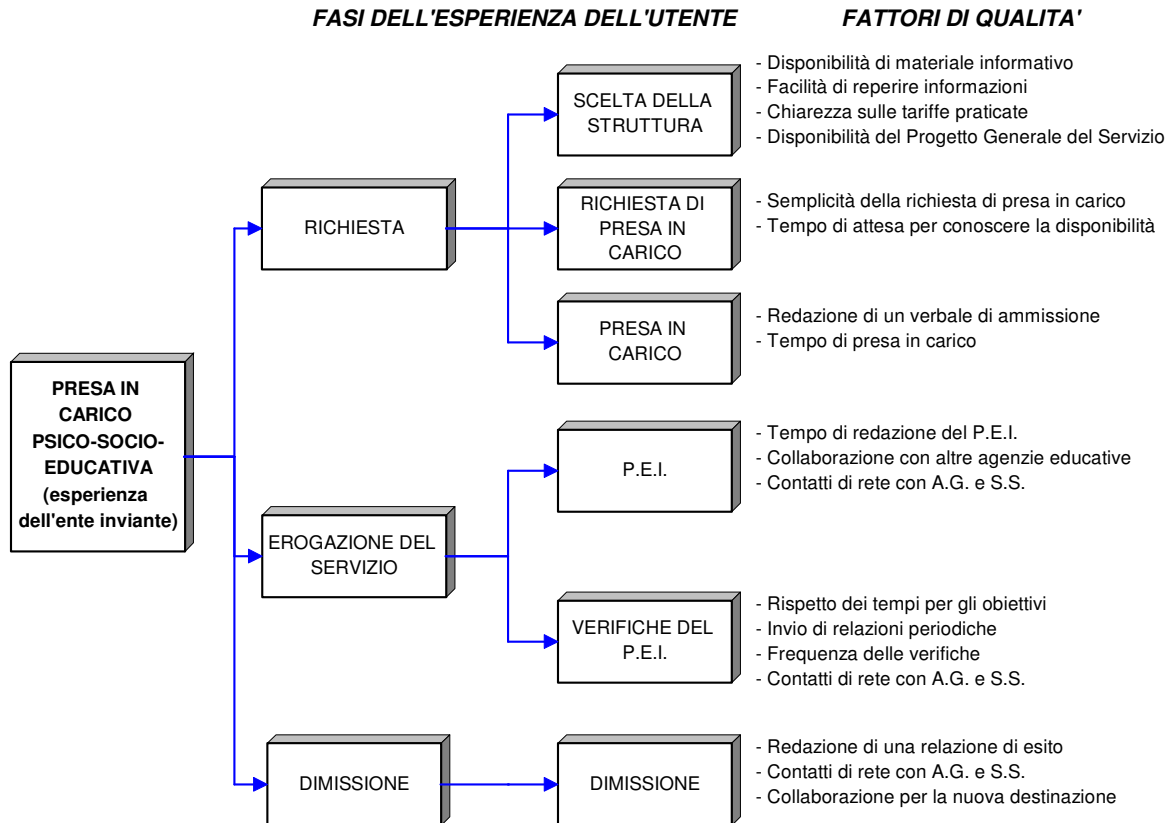 FASI DELL'ESPERIENZA DELL'UTENTE
FATTORI DI QUALITA'
SCELTA DELLA
STRUTTURA
- Disponibilità di materiale informativo
- Facilità di reperire informazioni
- Chiarezza sulle tariffe praticate
- Disponibilità del Progetto Generale del Servizio
RICHIESTA
RICHIESTA DI
PRESA IN
CARICO
- Semplicità della richiesta di presa in carico
- Tempo di attesa per conoscere la disponibilità
PRESA IN
CARICO
- Redazione di un verbale di ammissione
- Tempo di presa in carico
PRESA IN
CARICO
PSICO-SOCIO-
EDUCATIVA
(esperienza
dell'ente inviante)
P.E.I.
- Tempo di redazione del P.E.I.
- Collaborazione con altre agenzie educative
- Contatti di rete con A.G. e S.S.
EROGAZIONE DEL
SERVIZIO
VERIFICHE DEL
P.E.I.
- Rispetto dei tempi per gli obiettivi
- Invio di relazioni periodiche
- Frequenza delle verifiche
- Contatti di rete con A.G. e S.S.
DIMISSIONE
DIMISSIONE
- Redazione di una relazione di esito
- Contatti di rete con A.G. e S.S.
- Collaborazione per la nuova destinazione